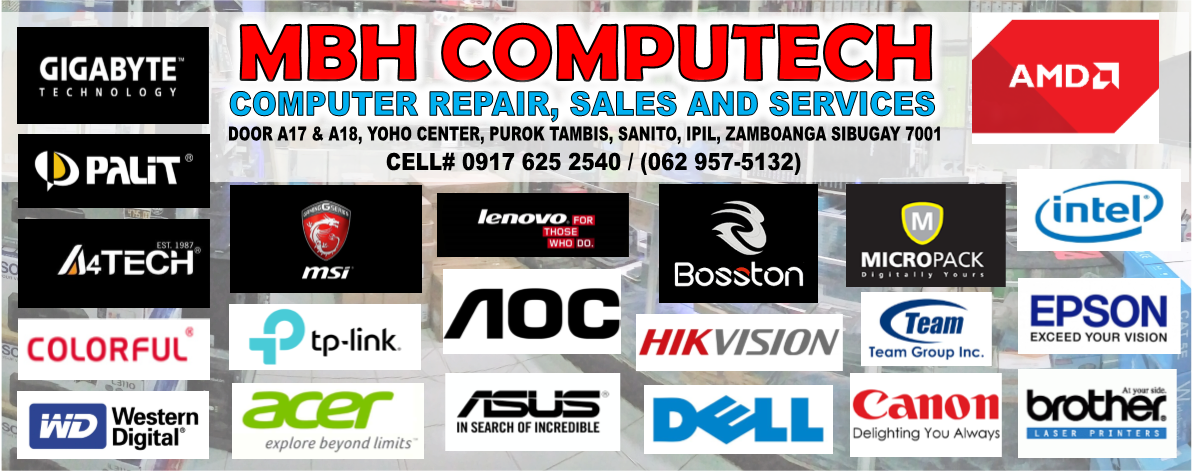 MBH COMPUTECH
COMPUTER REPAIR, SALES AND SERVICES
DOOR A17 & A18, YOHO CENTER, PUROK TAMBIS, SANITO, IPIL, ZAMBOANGA SIBUGAY 7001
CELL# 0917 625 2540 / (062 957-5132)
GIGABYTE™
TECHNOLOGY
PALIT®
EST. 1987
A4TECH®
COLORFUL®
WD Western
Digital®
GAMING G SERIES
msi
tp-link
acer
explore beyond limits™
lenovo FOR
THOSE
WHO DO.
AOC
ASUS®
IN SEARCH OF INCREDIBLE
Bosston
HIKVISION
DELL
M
MICROPACK
Digitally Yours
Team
Team Group Inc.
Canon
Delighting You Always
AMD
intel
EPSON
EXCEED YOUR VISION
At your side.
brother
LASER PRINTERS